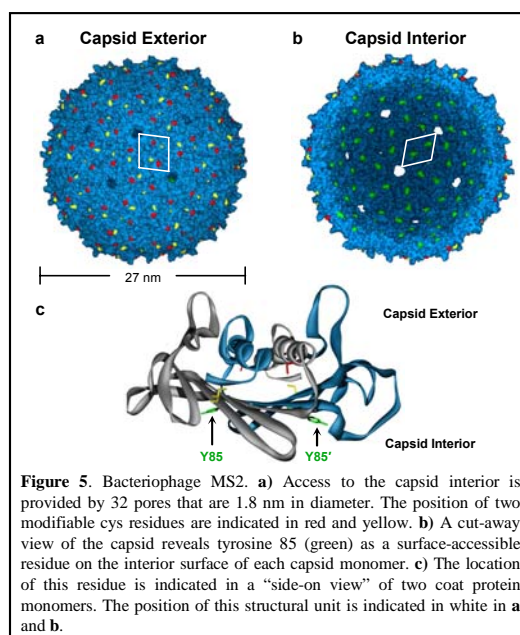 a Capsid Exterior b Capsid Interior
27 nm
c
Capsid Exterior
Capsid Interior
Y85 Y85'
Figure 5. Bacteriophage MS2. a) Access to the capsid interior is
provided by 32 pores that are 1.8 nm in diameter. The position of two
modifiable cys residues are indicated in red and yellow. b) A cut-away
view of the capsid reveals tyrosine 85 (green) as a surface-accessible
residue on the interior surface of each capsid monomer. c) The location
of this residue is indicated in a “side-on view” of two coat protein
monomers. The position of this structural unit is indicated in white in a
and b.